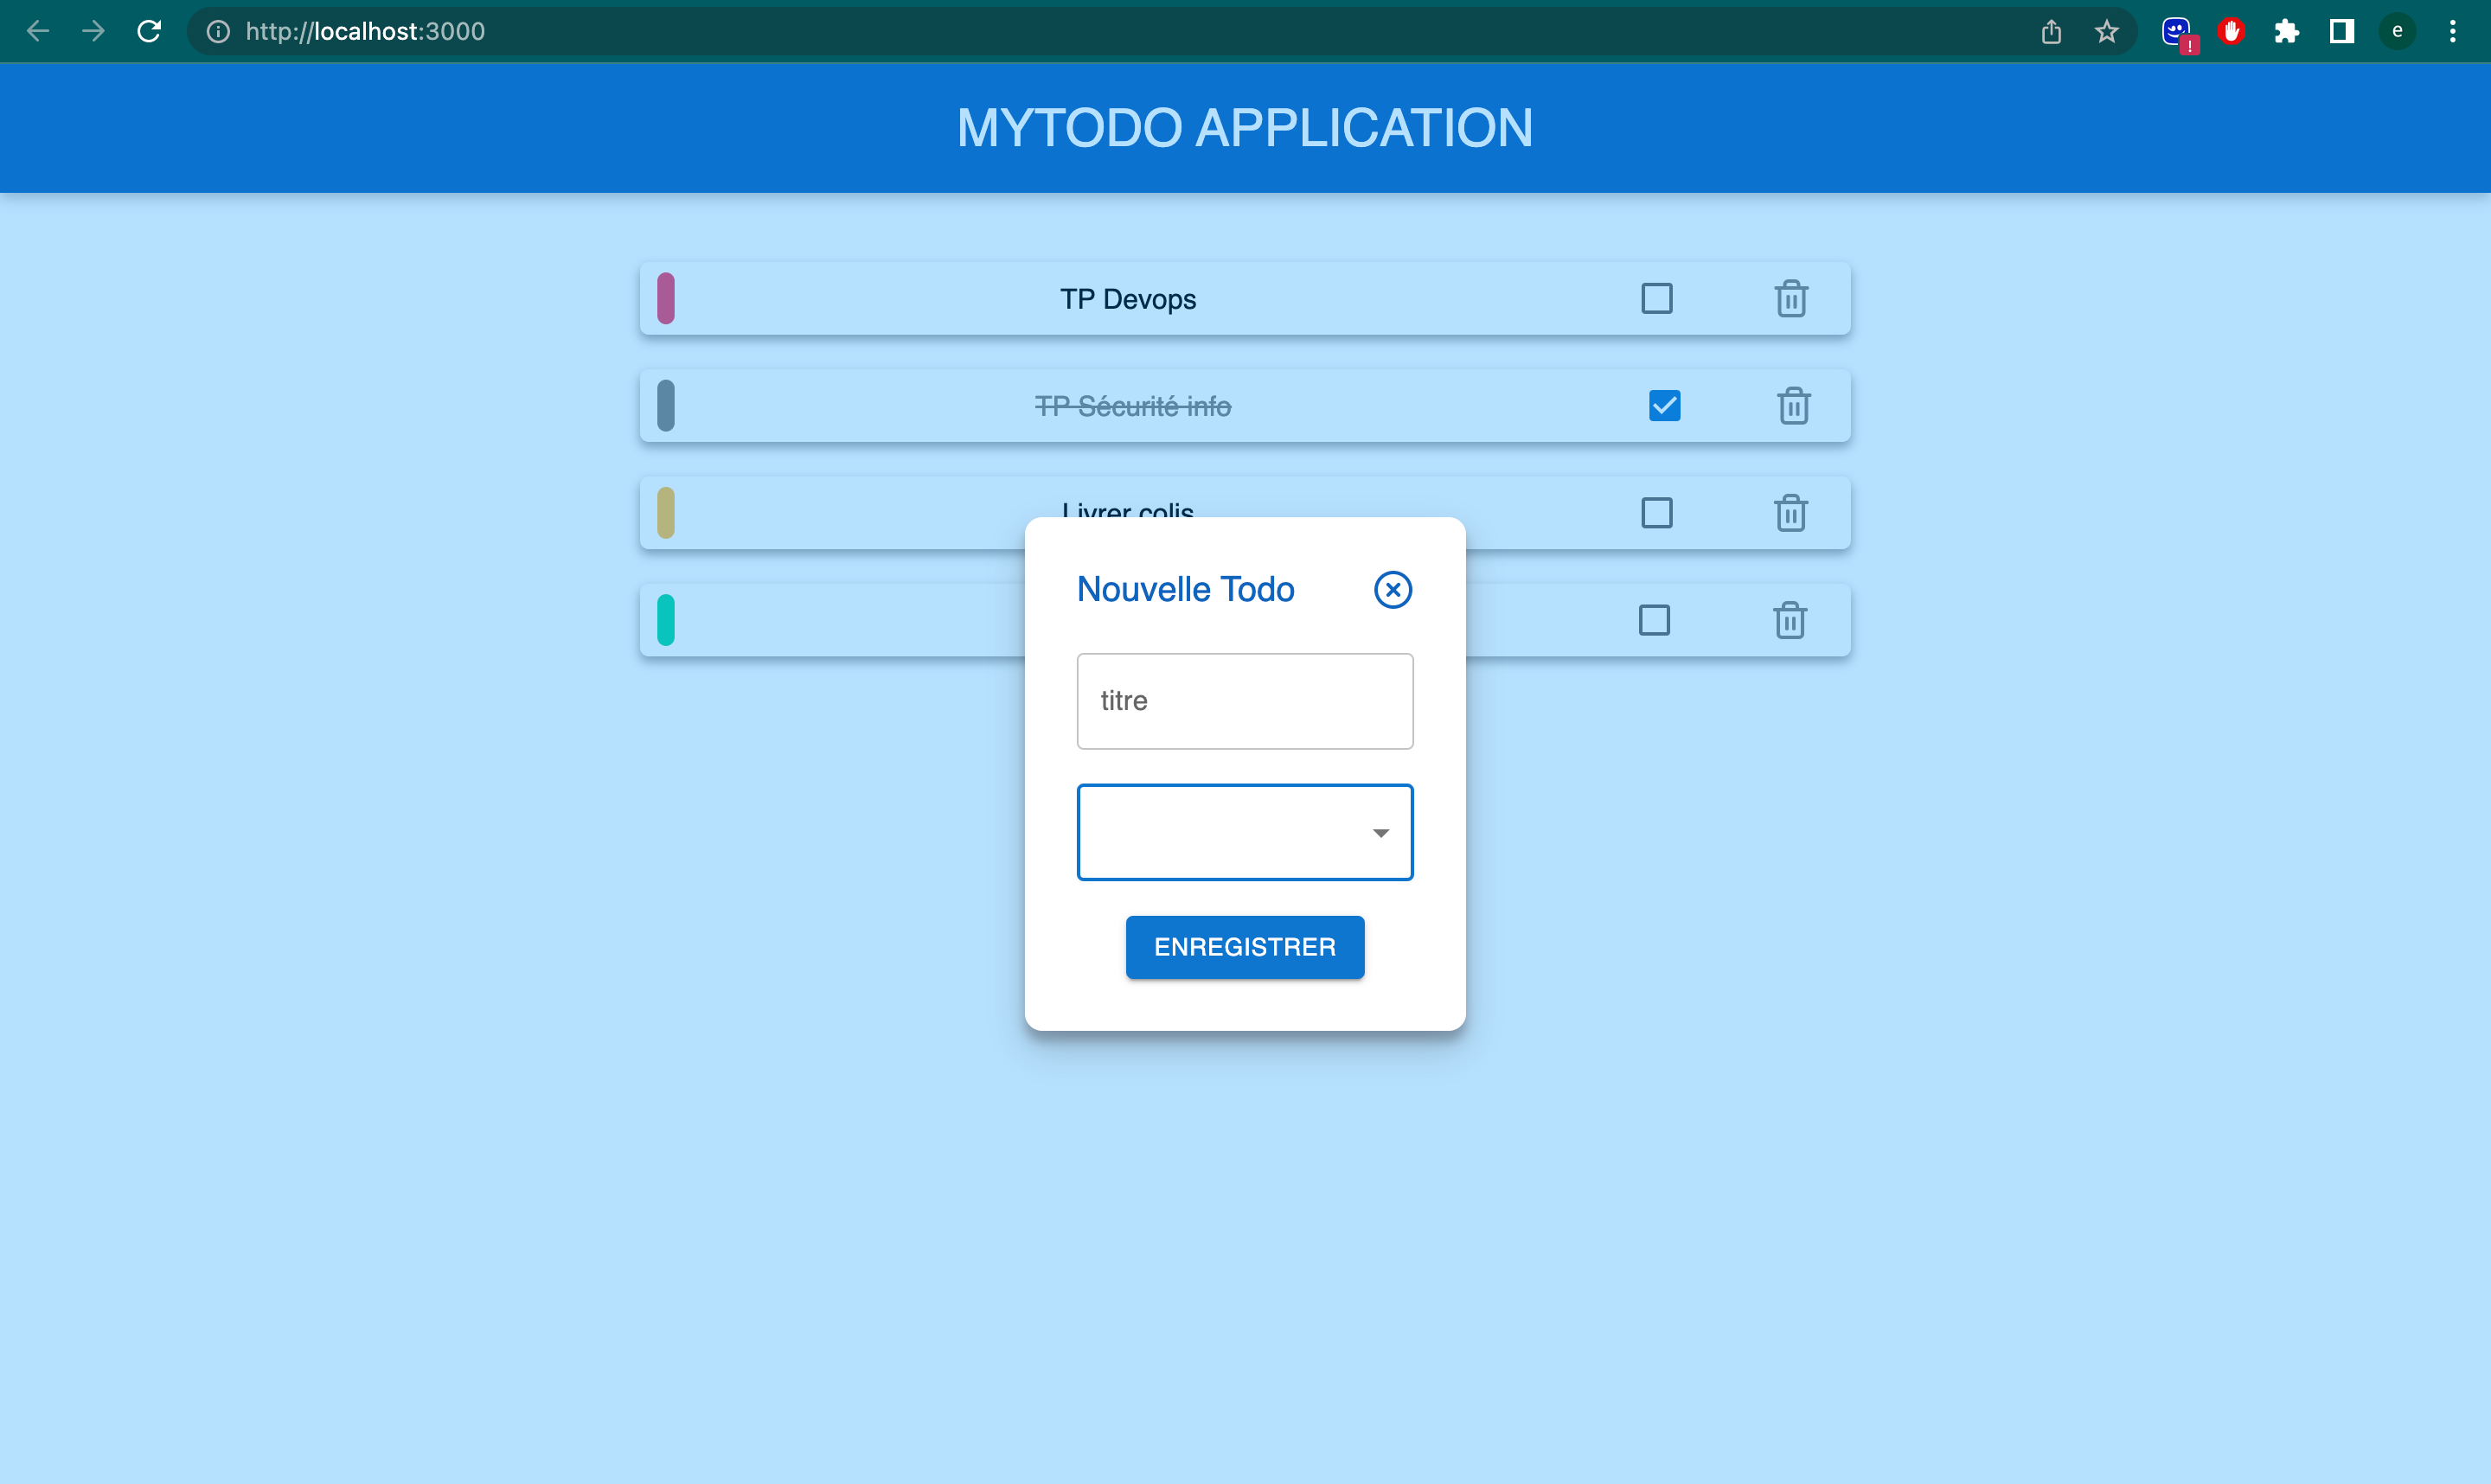 http://localhost:3000
!
e
MYTODO APPLICATION
TP Devops
TP Sécurité info
Livrer colis
Nouvelle Todo
titre
ENREGISTRER